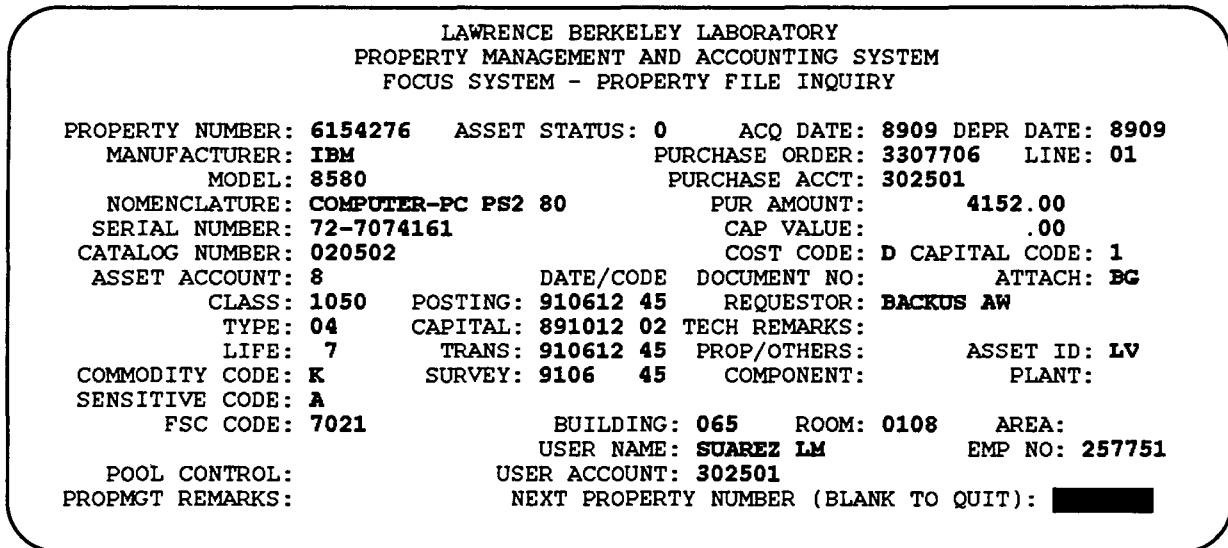 LAWRENCE BERKELEY LABORATORY
PROPERTY MANAGEMENT AND ACCOUNTING SYSTEM
FOCUS SYSTEM - PROPERTY FILE INQUIRY
PROPERTY NUMBER: 6154276 ASSET STATUS: 0 ACQ DATE: 8909 DEPR DATE: 8909
MANUFACTURER: IBM PURCHASE ORDER: 3307706 LINE: 01
MODEL: 8580 PURCHASE ACCT: 302501
NOMENCLATURE: COMPUTER-PC PS2 80 PUR AMOUNT: 4152.00
SERIAL NUMBER: 72-7074161 CAP VALUE: .00
CATALOG NUMBER: 020502 COST CODE: D CAPITAL CODE: 1
ASSET ACCOUNT: 8 DATE/CODE DOCUMENT NO: ATTACH: BG
CLASS: 1050 POSTING: 910612 45 REQUESTOR: BACKUS AW
TYPE: 04 CAPITAL: 891012 02 TECH REMARKS:
LIFE: 7 TRANS: 910612 45 PROP/OTHERS: ASSET ID: LV
COMMODITY CODE: K SURVEY: 9106 45 COMPONENT: PLANT:
SENSITIVE CODE: A
FSC CODE: 7021 BUILDING: 065 ROOM: 0108 AREA:
USER NAME: SUAREZ LM EMP NO: 257751
POOL CONTROL: USER ACCOUNT: 302501
PROPMGT REMARKS: NEXT PROPERTY NUMBER (BLANK TO QUIT):